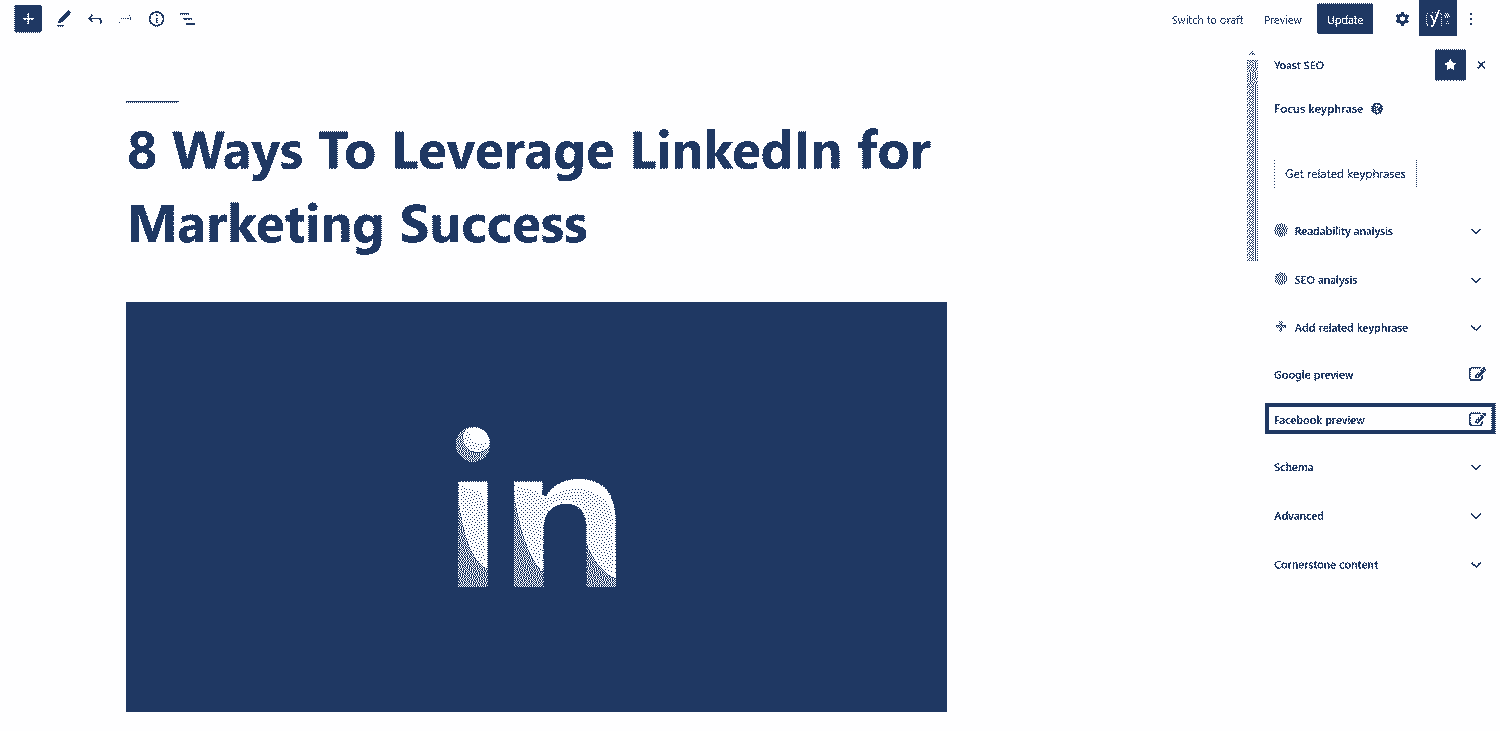 Switch to draft Preview Update
Yoast SEO
Focus keyphrase
8 Ways To Leverage LinkedIn for
Marketing Success
in
Get related keyphrases
Readability analysis
SEO analysis
Add related keyphrase
Google preview
Facebook preview
Schema
Advanced
Cornerstone content